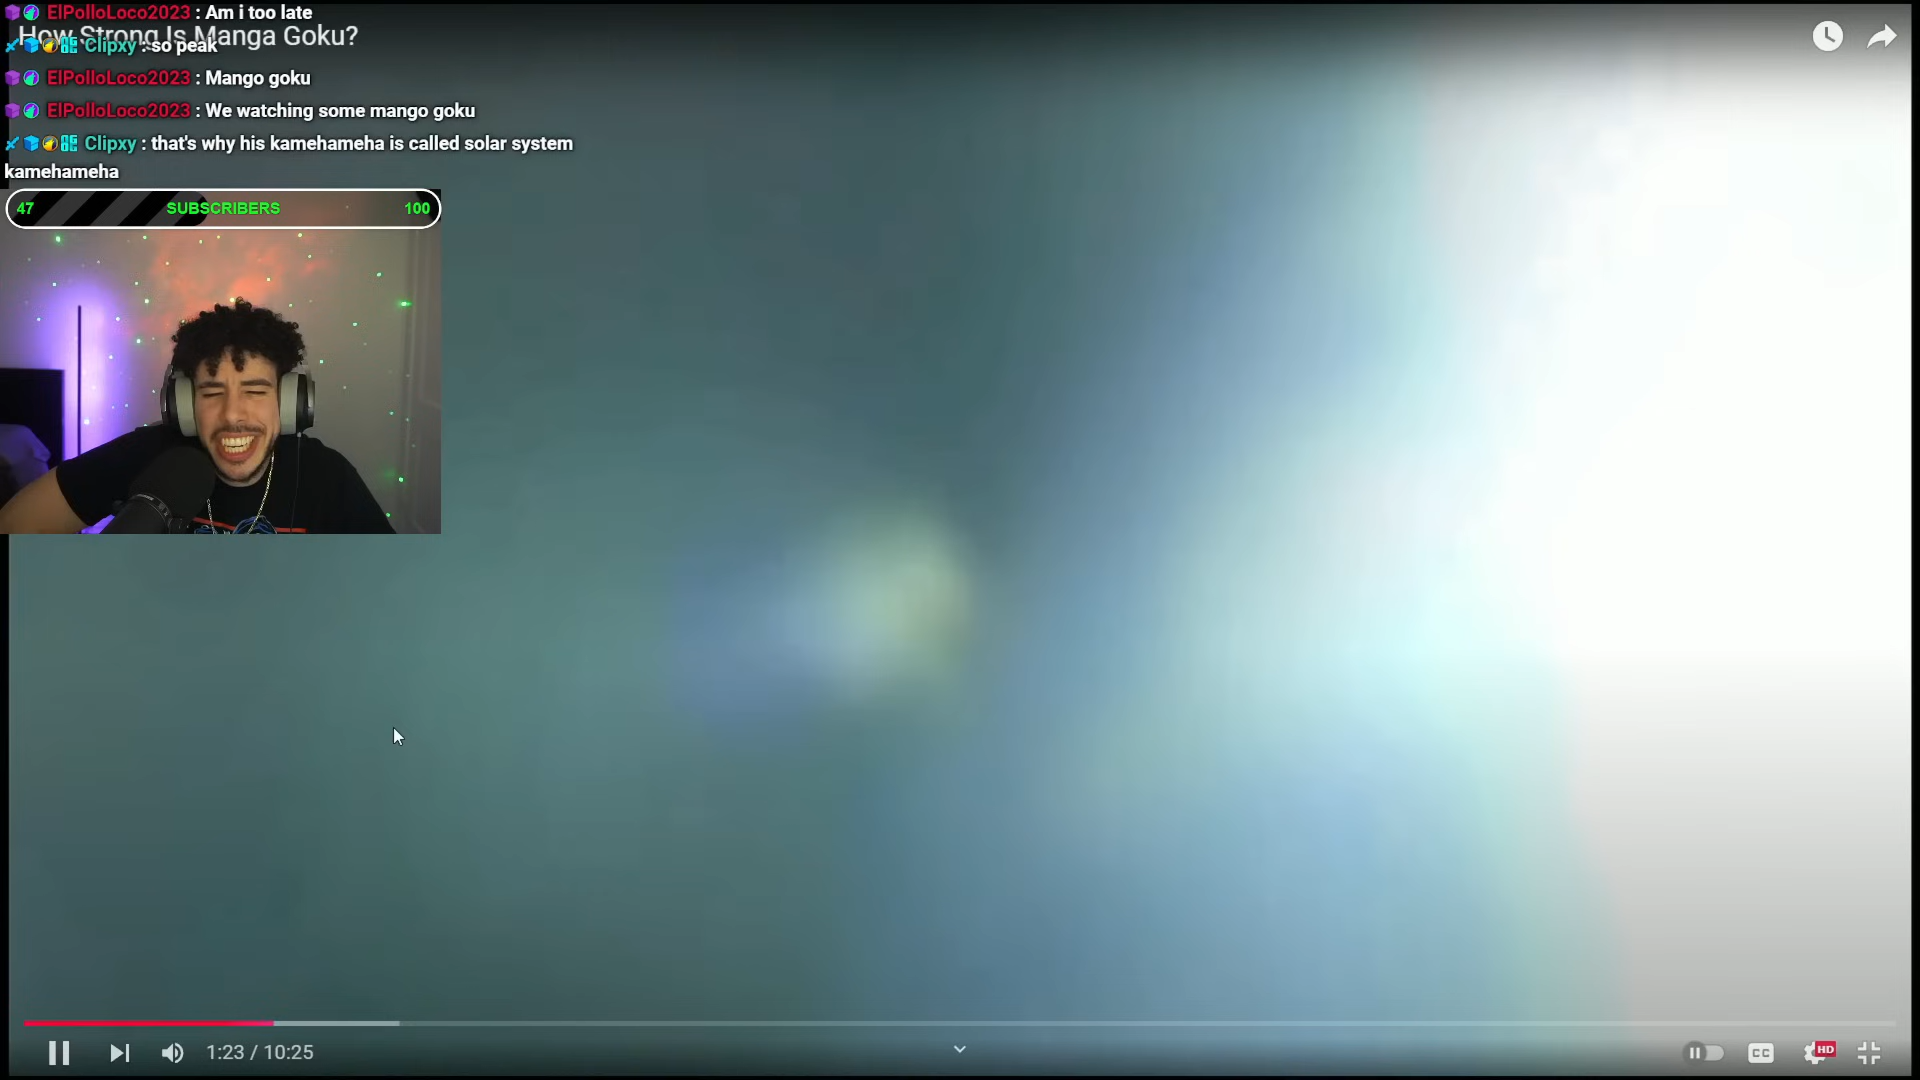 ElPolloLoco2023 : Am i too late
How Strong Is Manga Goku?
Clipxy : so peak
ElPolloLoco2023 : Mango goku
ElPolloLoco2023 : We watching some mango goku
Clipxy : that's why his kamehameha is called solar system
kamehameha
47 SUBSCRIBERS 100
1:23 / 10:25
CC
HD